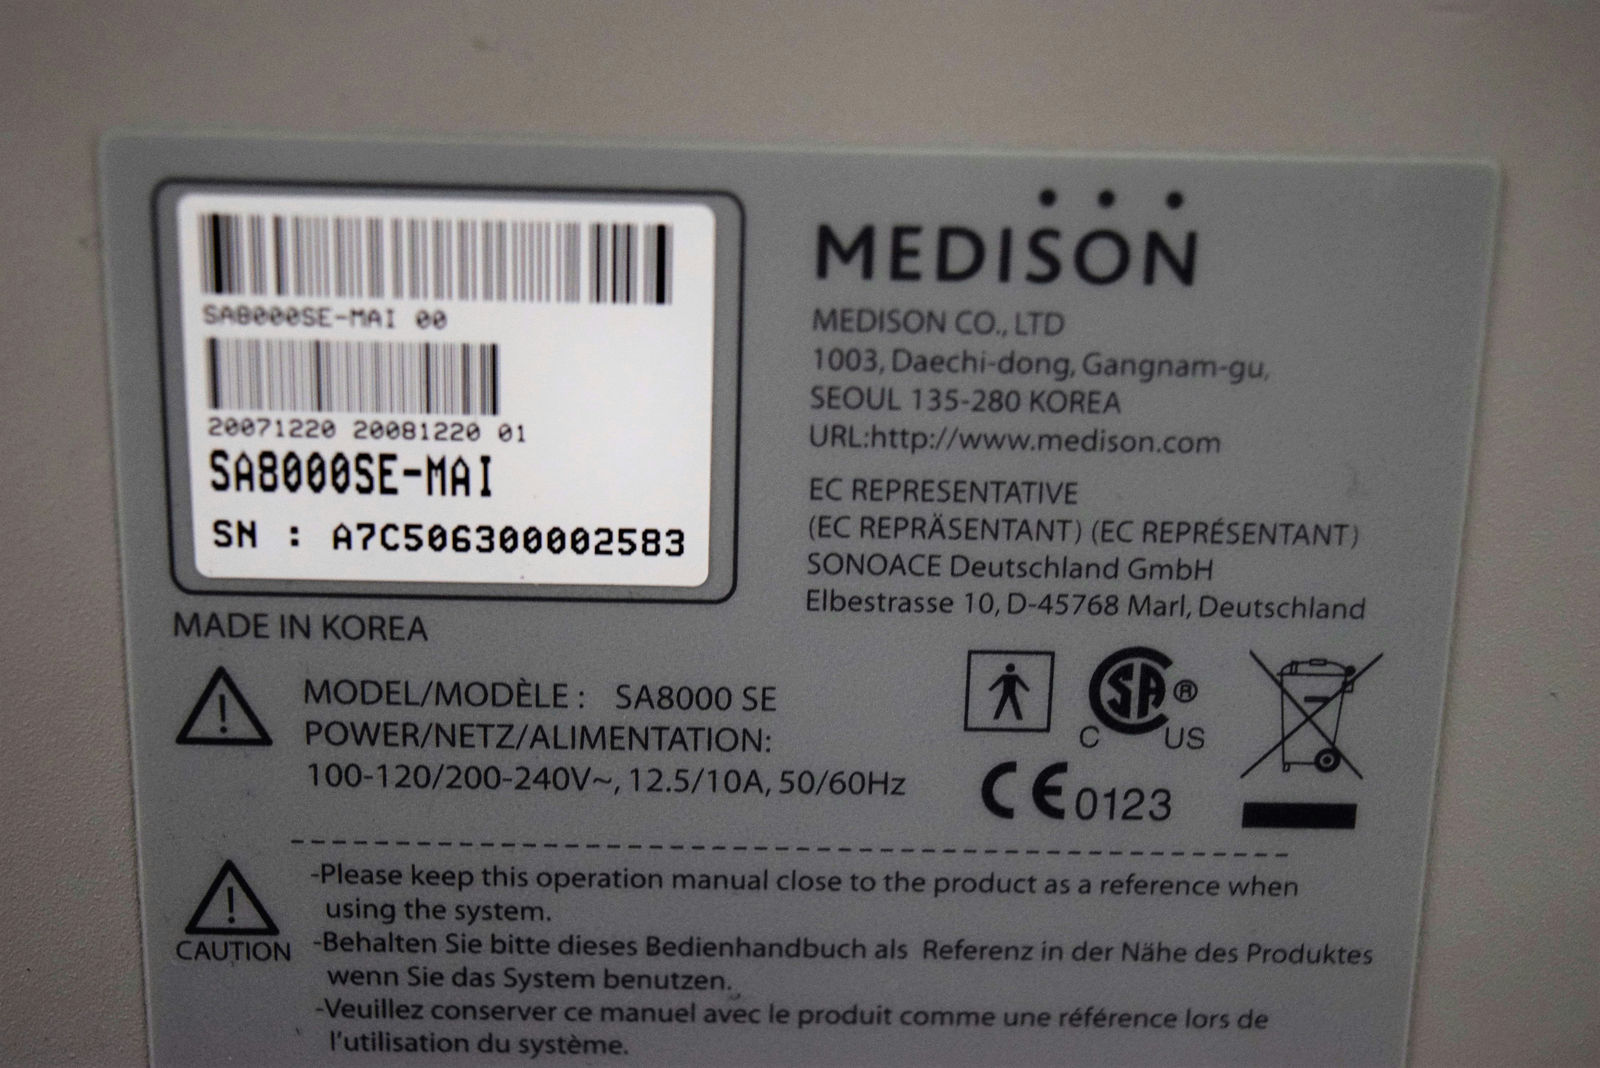 SA8000SE-MAI 00
20071220 20081220 01
SA8000SE-MAI
SN : A7C506300002583
MADE IN KOREA
MEDISON
MEDISON CO., LTD
1003, Daechi-dong, Gangnam-gu,
SEOUL 135-280 KOREA
URL:http://www.medison.com
EC REPRESENTATIVE
(EC REPRÄSENTANT) (EC REPRÉSENTANT)
SONOACE Deutschland GmbH
Elbestrasse 10, D-45768 Marl, Deutschland
MODEL/MODÈLE : SA8000 SE
POWER/NETZ/ALIMENTATION:
100-120/200-240V~, 12.5/10A, 50/60Hz
SA ®
C US
CE 0123
CAUTION
-Please keep this operation manual close to the product as a reference when
using the system.
-Behalten Sie bitte dieses Bedienhandbuch als Referenz in der Nähe des Produktes
wenn Sie das System benutzen.
-Veuillez conserver ce manuel avec le produit comme une référence lors de
l'utilisation du système.